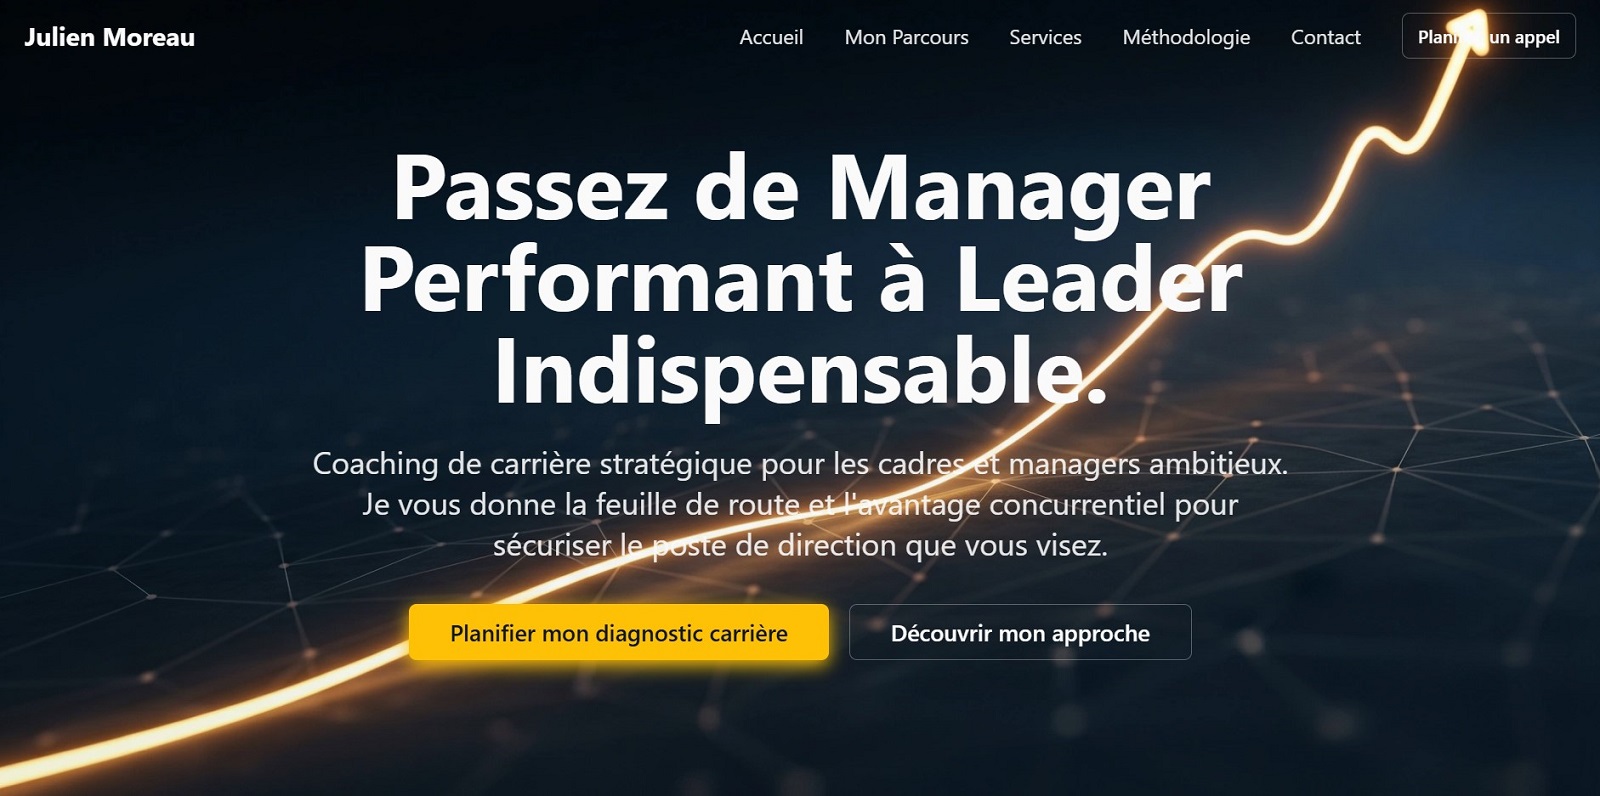 Julien Moreau
Accueil Mon Parcours Services Méthodologie Contact
Planifier un appel
Passez de Manager
Performant à Leader
Indispensable.
Coaching de carrière stratégique pour les cadres et managers ambitieux.
Je vous donne la feuille de route et l'avantage concurrentiel pour
sécuriser le poste de direction que vous visez.
Planifier mon diagnostic carrière
Découvrir mon approche